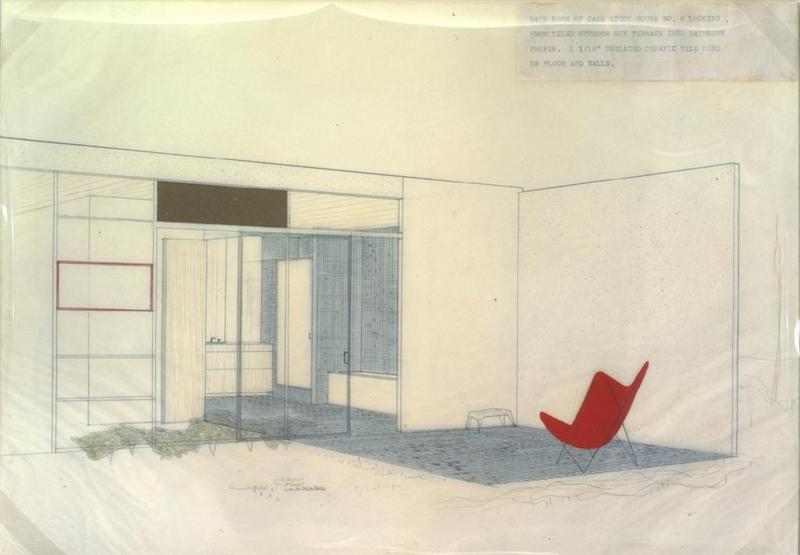 BATH ROOM OF CASE STUDY HOUSE NO. 9 LOOKING
FROM TILED OUTDOOR SUN TERRACE INTO BATHROOM
PROPER. 1 1/16" UNGLAZED CERAMIC TILE USED
ON FLOOR AND WALLS.